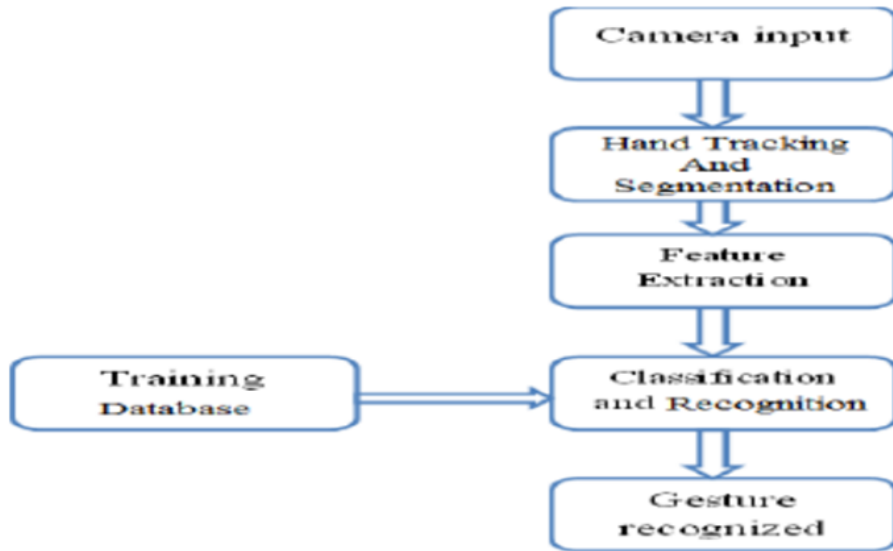 Camera input
Hand Tracking
And
Segmentation
Feature
Extraction
Training
Database
Classification
and Recognition
Gesture
recognized